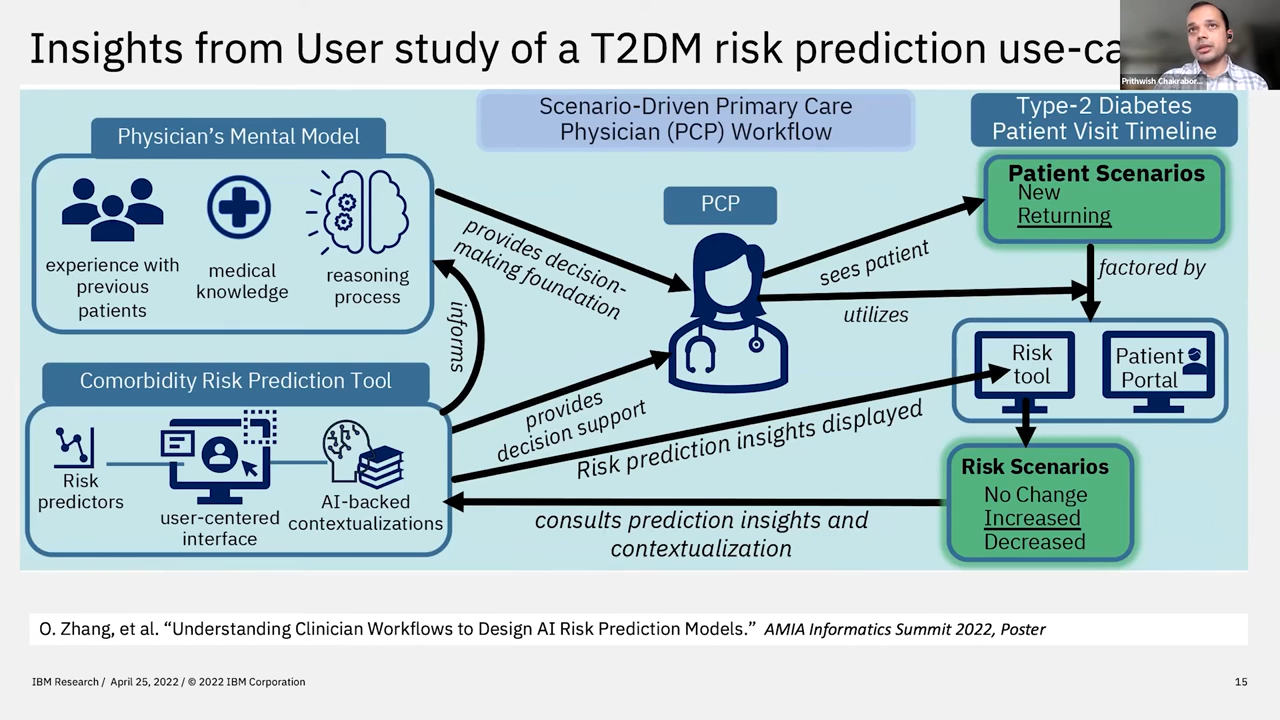 Insights from User study of a T2DM risk prediction use-ca
Prithwish Chakrabor...
Physician's Mental Model
experience with
previous
patients
medical
knowledge
reasoning
process
Comorbidity Risk Prediction Tool
Risk
predictors
user-centered
interface
AI-backed
contextualizations
informs
Scenario-Driven Primary Care
Physician (PCP) Workflow
PCP
provides decision-
making foundation
provides
decision support
sees patient
utilizes
Risk prediction insights displayed
consults prediction insights and
contextualization
Type-2 Diabetes
Patient Visit Timeline
Patient Scenarios
New
Returning
factored by
Risk
tool
Patient
Portal
Risk Scenarios
No Change
Increased
Decreased
O. Zhang, et al. “Understanding Clinician Workflows to Design AI Risk Prediction Models.” AMIA Informatics Summit 2022, Poster
IBM Research / April 25, 2022 / © 2022 IBM Corporation
15